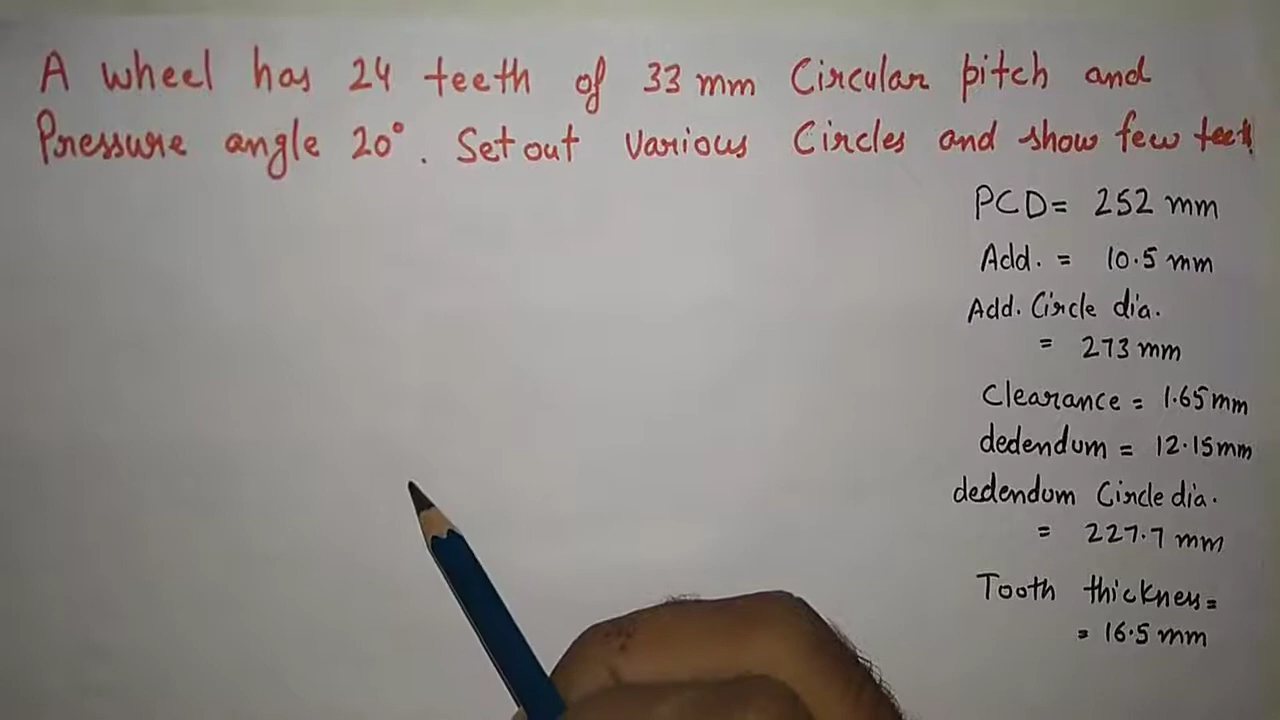 A wheel has 24 teeth of 33 mm Circular pitch and
Pressure angle 20°. Set out various Circles and show few teeth
PCD = 252 mm
Add. = 10.5 mm
Add. Circle dia.
= 273 mm
Clearance = 1.65 mm
dedendum = 12.15 mm
dedendum Circle dia.
= 227.7 mm
Tooth thickness =
= 16.5 mm